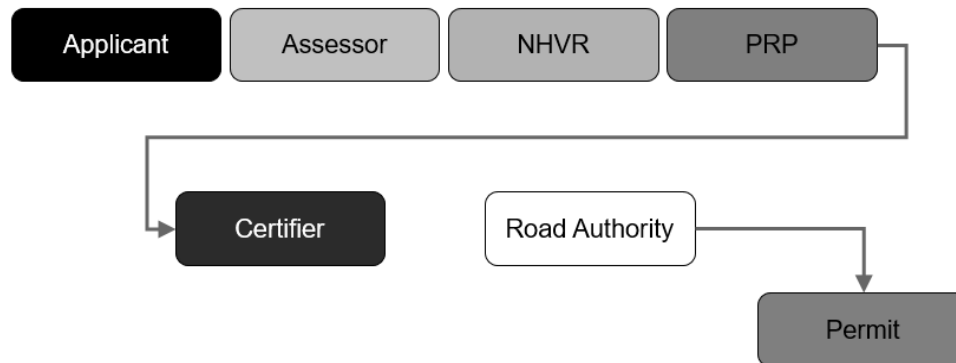 Applicant
Assessor
NHVR
PRP
Certifier
Road Authority
Permit